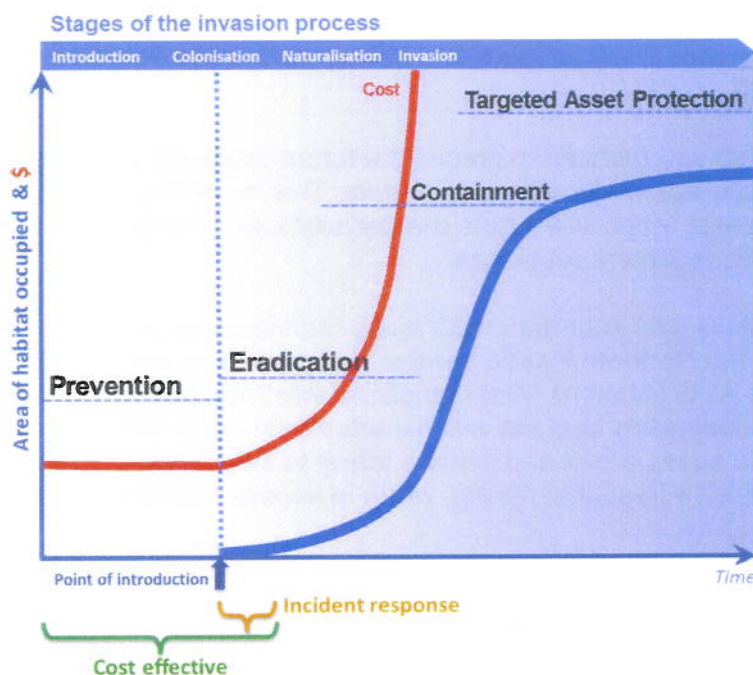 Stages of the invasion process
Introduction Colonisation Naturalisation Invasion
Cost
Targeted Asset Protection
Containment
Eradication
Prevention
Area of habitat occupied & $
Point of introduction
Time
Incident response
Cost effective